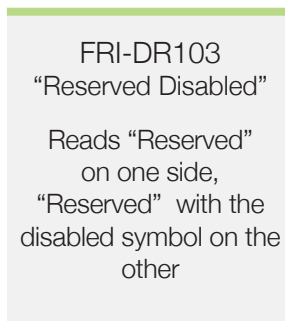 FRI-DR103
“Reserved Disabled”
Reads “Reserved”
on one side,
“Reserved”  with the
disabled symbol on the
other